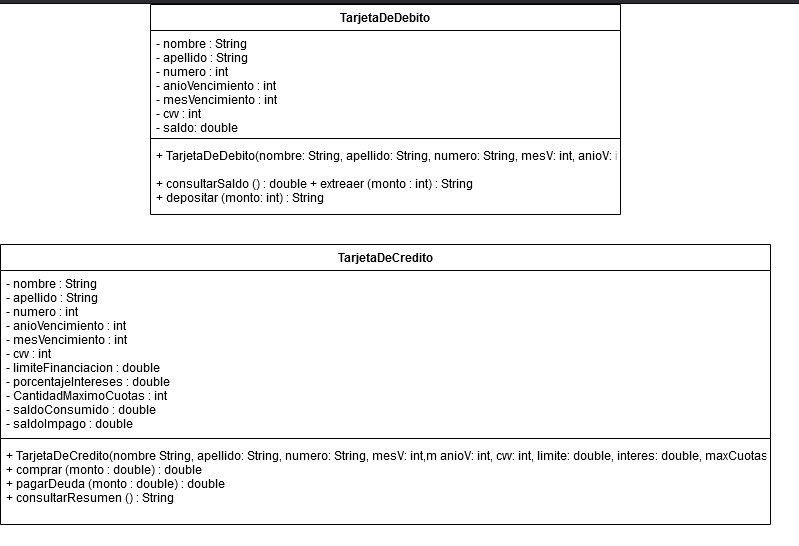 TarjetaDeDebito
- nombre : String
- apellido : String
- numero : int
- anioVencimiento : int
- mesVencimiento : int
- cvv : int
- saldo: double
+ TarjetaDeDebito(nombre: String, apellido: String, numero: String, mesV: int, anioV:
+ consultarSaldo () : double + extreaer (monto : int) : String
+ depositar (monto: int) : String
TarjetaDeCredito
- nombre : String
- apellido : String
- numero : int
- anioVencimiento : int
- mesVencimiento : int
- cvv : int
- limiteFinanciacion : double
- porcentajeIntereses : double
- CantidadMaximoCuotas : int
- saldoConsumido : double
- saldoImpago : double
+ TarjetaDeCredito(nombre String, apellido: String, numero: String, mesV: int,m anioV: int, cvv: int, limite: double, interes: double, maxCuotas
+ comprar (monto : double) : double
+ pagarDeuda (monto : double) : double
+ consultarResumen () : String